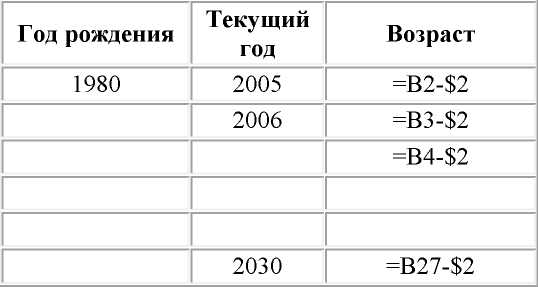 Год рождения Текущий год Возраст
1980 2005 =B2-$2
2006 =B3-$2
=B4-$2
2030 =B27-$2